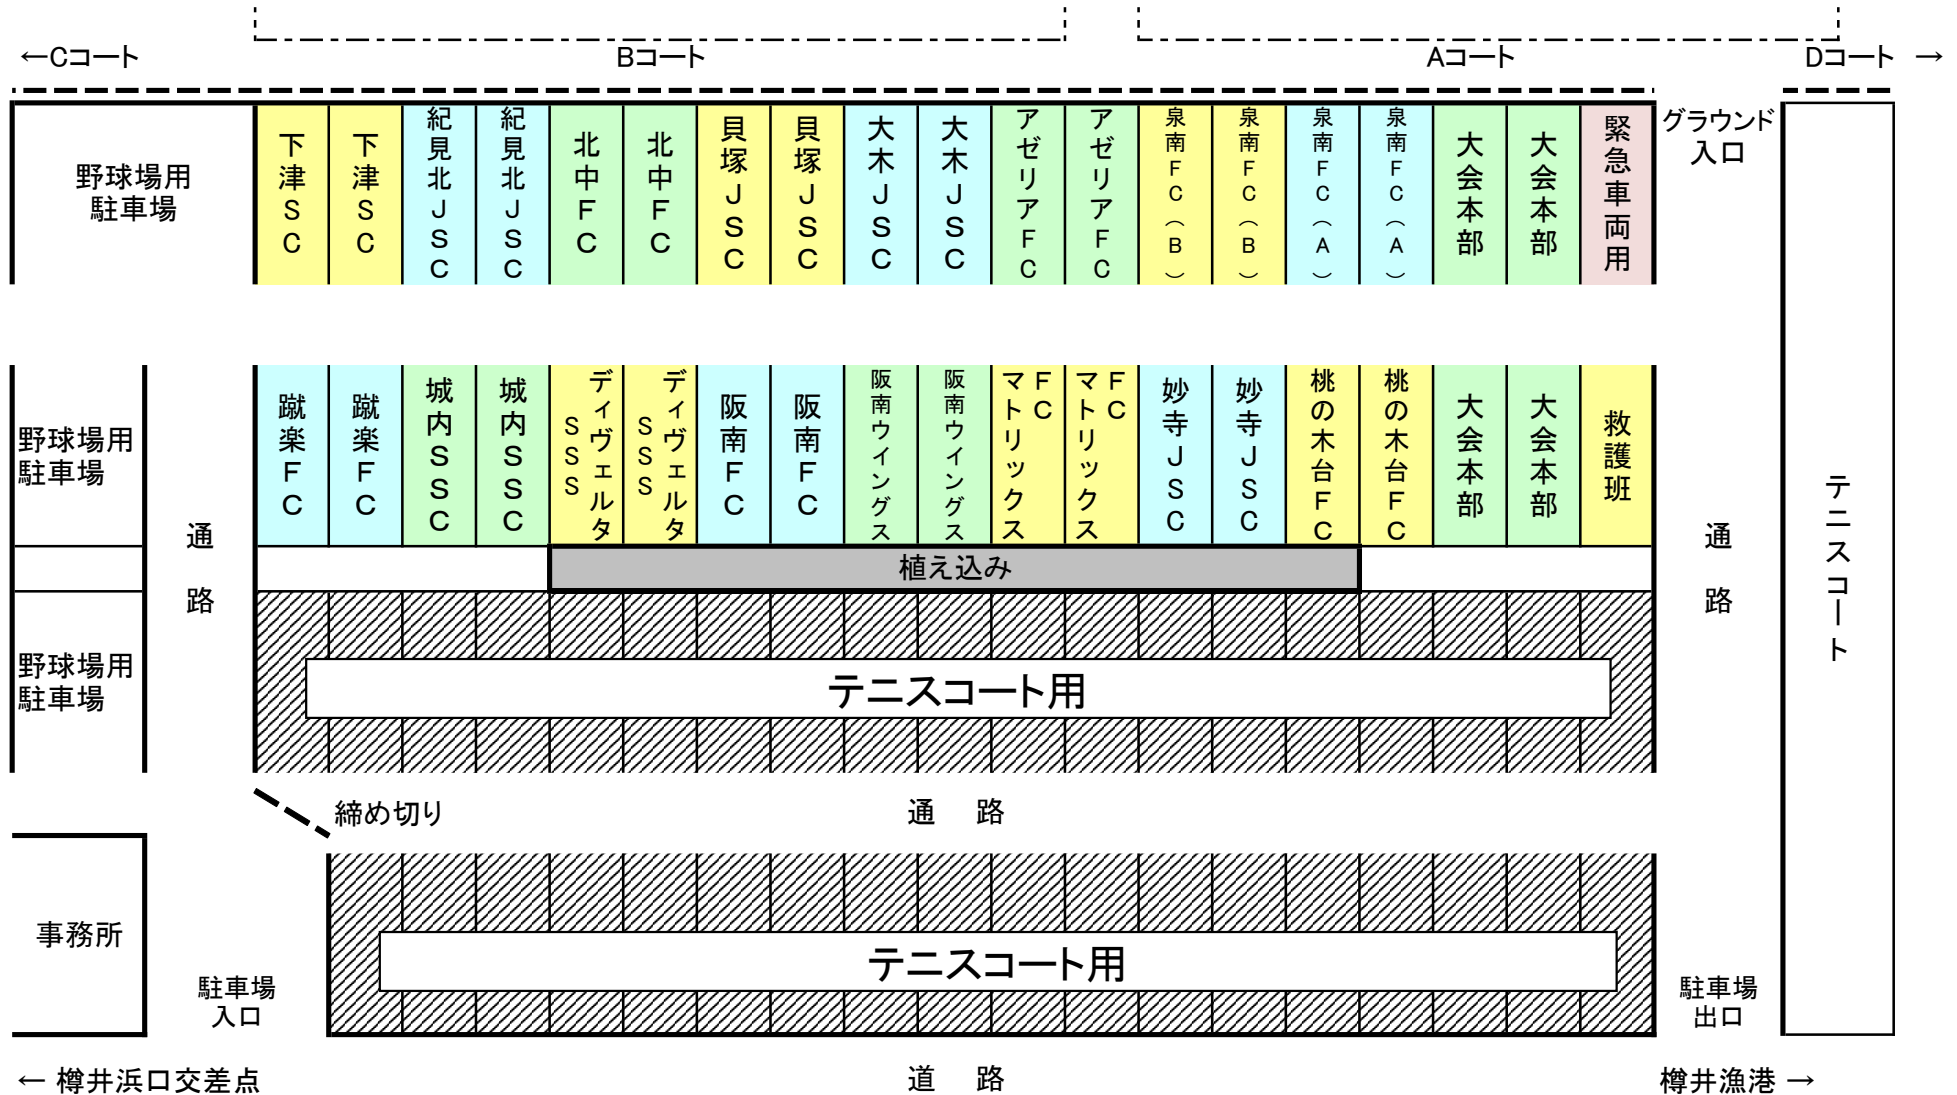 ←Cコート
Bコート
Aコート
Dコート →
野球場用
駐車場
下津SC
下津SC
紀見北JSC
紀見北JSC
北中FC
北中FC
貝塚JSC
貝塚JSC
大木JSC
大木JSC
アゼリアFC
アゼリアFC
泉南FC(B)
泉南FC(B)
泉南FC(A)
泉南FC(A)
大会本部
大会本部
緊急車両用
グラウンド
入口
野球場用
駐車場
蹴楽FC
蹴楽FC
城内SSC
城内SSC
ディヴェルタ
SSS
ディヴェルタ
SSS
阪南FC
阪南FC
阪南ウイングス
阪南ウイングス
FC
マトリックス
FC
マトリックス
妙寺JSC
妙寺JSC
桃の木台FC
桃の木台FC
大会本部
大会本部
救護班
通路
植え込み
通路
テニスコート
野球場用
駐車場
テニスコート用
締め切り
通 路
事務所
テニスコート用
駐車場
入口
駐車場
出口
← 樽井浜口交差点
道 路
樽井漁港 →